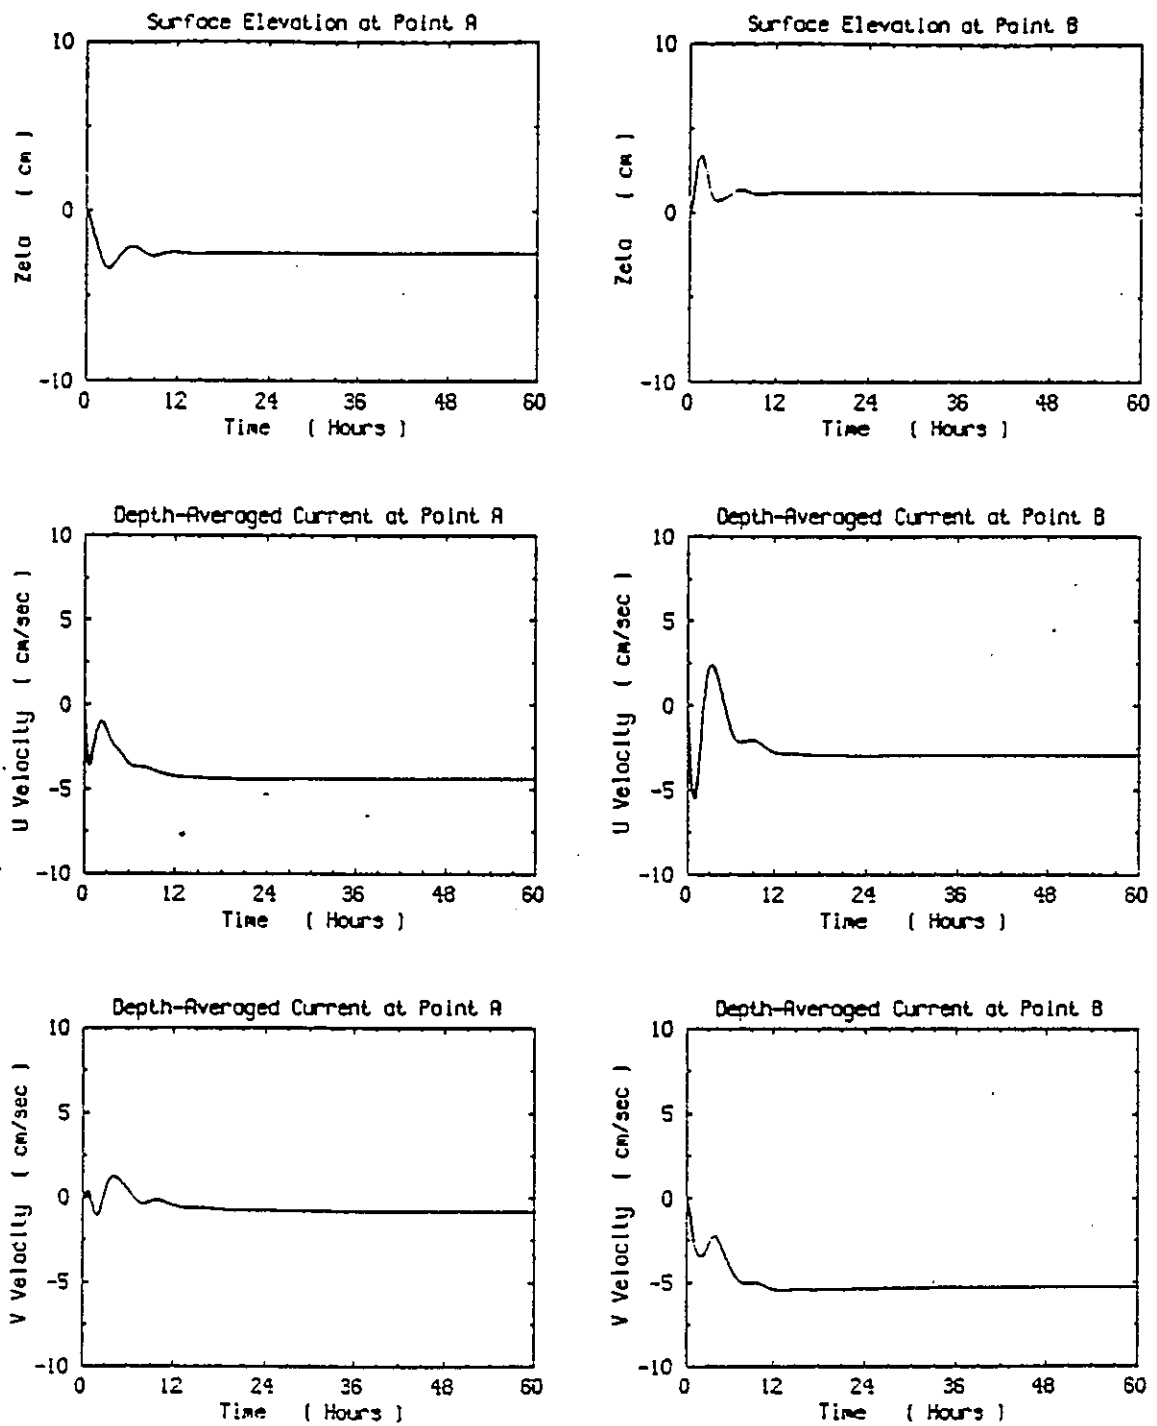 Surface Elevation at Point A
10
0
-10
Zeta ( cm )
0 12 24 36 48 60
Time ( Hours )
Surface Elevation at Point B
10
0
-10
Zeta ( cm )
0 12 24 36 48 60
Time ( Hours )
Depth-Averaged Current at Point A
10
5
0
-5
-10
U Velocity ( cm/sec )
0 12 24 36 48 60
Time ( Hours )
Depth-Averaged Current at Point B
10
5
0
-5
-10
U Velocity ( cm/sec )
0 12 24 36 48 60
Time ( Hours )
Depth-Averaged Current at Point A
10
5
0
-5
-10
V Velocity ( cm/sec )
0 12 24 36 48 60
Time ( Hours )
Depth-Averaged Current at Point B
10
5
0
-5
-10
V Velocity ( cm/sec )
0 12 24 36 48 60
Time ( Hours )